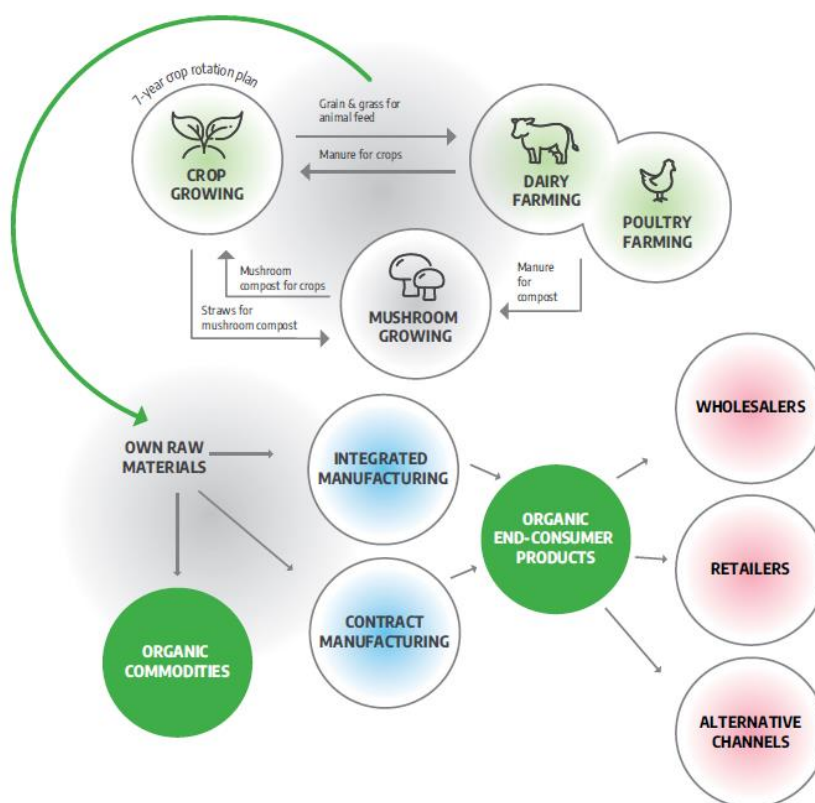 7-year crop rotation plan
Grain & grass for
animal feed
Manure for crops
CROP
GROWING
DAIRY
FARMING
POULTRY
FARMING
Mushroom
compost for crops
Straws for
mushroom compost
MUSHROOM
GROWING
Manure
for
compost
OWN RAW
MATERIALS
INTEGRATED
MANUFACTURING
CONTRACT
MANUFACTURING
ORGANIC
COMMODITIES
ORGANIC
END-CONSUMER
PRODUCTS
WHOLESALERS
RETAILERS
ALTERNATIVE
CHANNELS